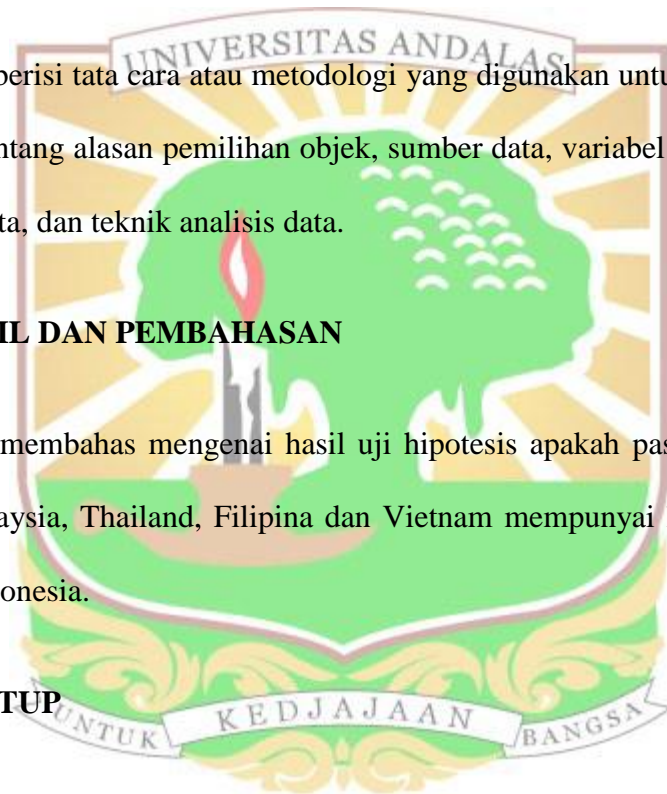 UNIVERSITAS ANDALAS
berisi tata cara atau metodologi yang digunakan untu
ntang alasan pemilihan objek, sumber data, variabel
ta, dan teknik analisis data.
IL DAN PEMBAHASAN
membahas mengenai hasil uji hipotesis apakah pas
aysia, Thailand, Filipina dan Vietnam mempunyai
onesia.
TUP
UNTUK KEDJAJAAN BANGSA